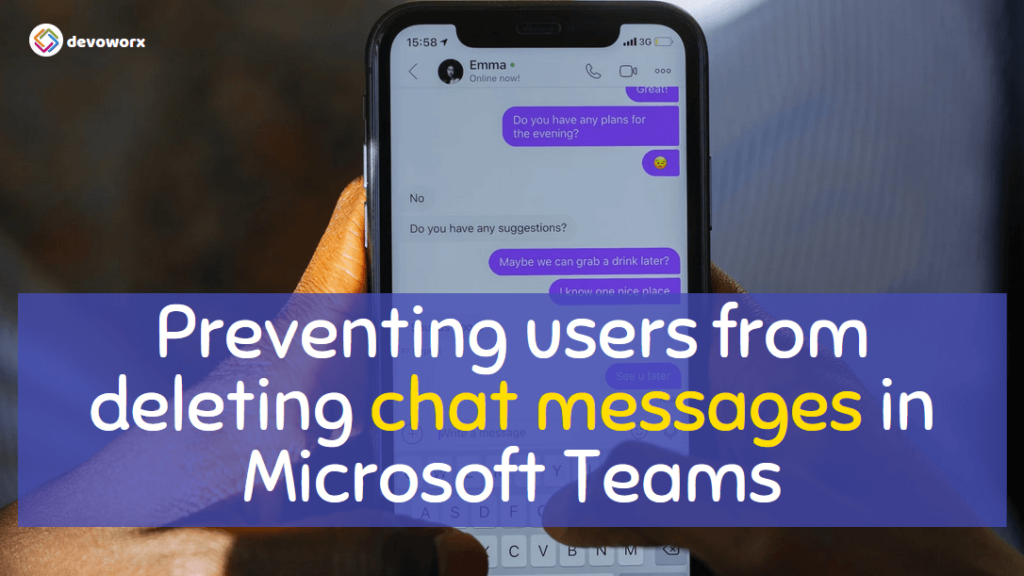 devoworx
15:58
3G
Emma
Online now!
Great!
Do you have any plans for
the evening?
No
Do you have any suggestions?
Maybe we can grab a drink later?
I know one nice place
See u later
Preventing users from
deleting chat messages in
Microsoft Teams
Write a message
Y
A S D F
C V B N M